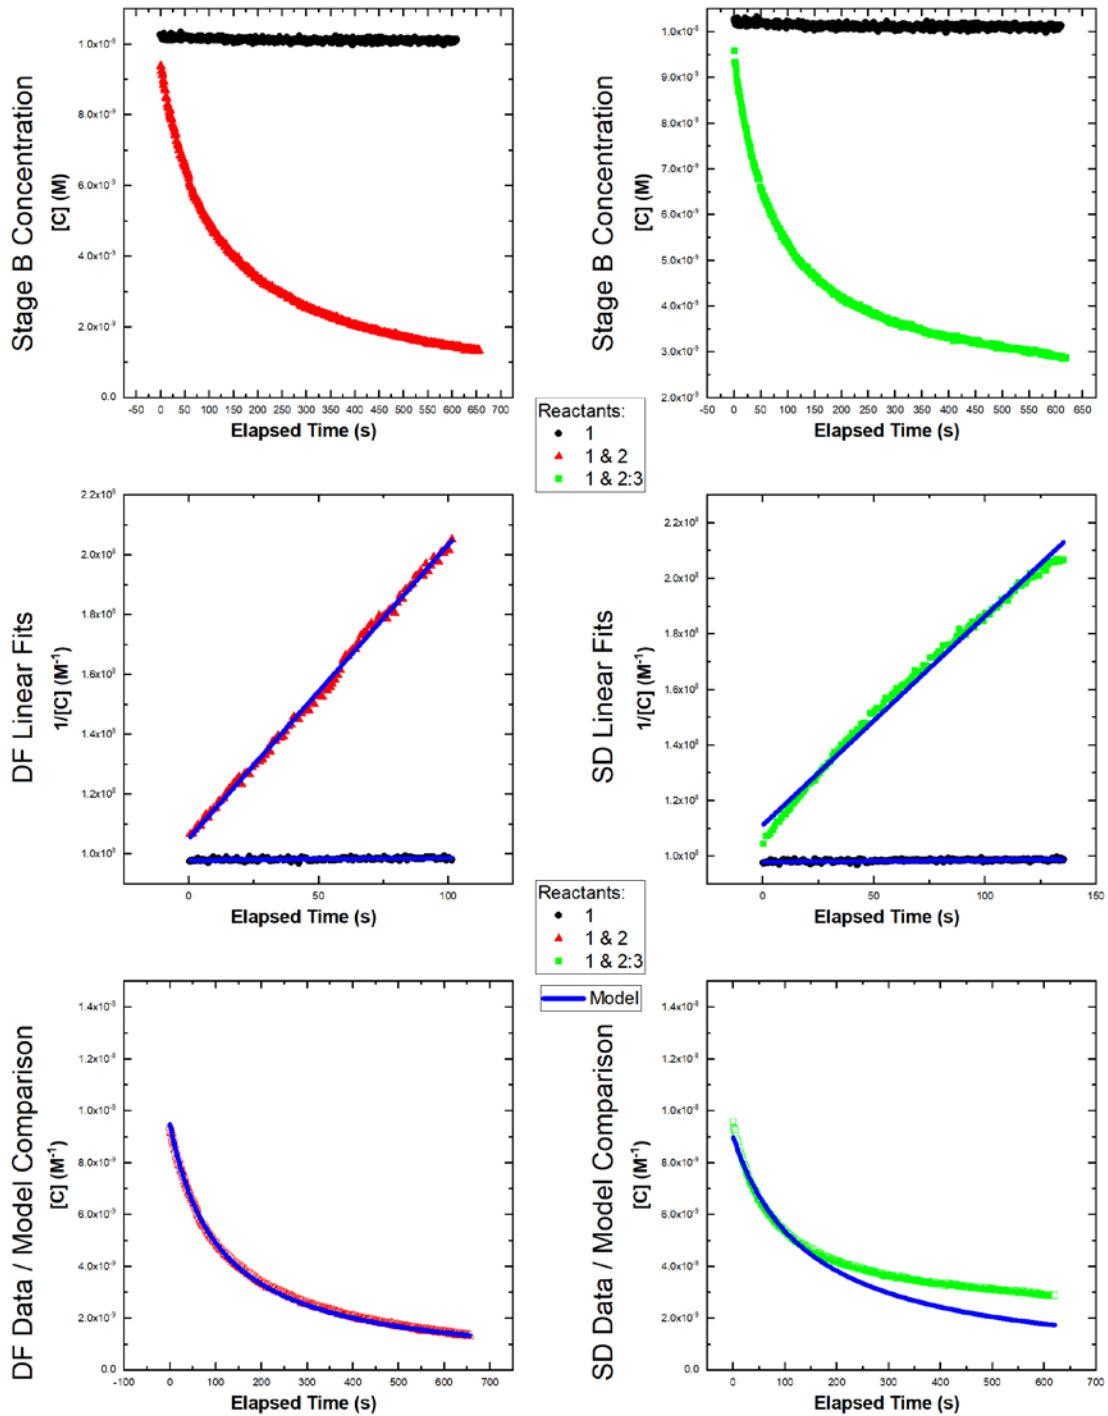 Stage B Concentration
[C] (M)
1.0x10⁻⁸
8.0x10⁻⁹
6.0x10⁻⁹
4.0x10⁻⁹
2.0x10⁻⁹
0.0
-50 0 50 100 150 200 250 300 350 400 450 500 550 600 650 700
Elapsed Time (s)
Stage B Concentration
[C] (M)
1.0x10⁻⁸
9.0x10⁻⁹
8.0x10⁻⁹
7.0x10⁻⁹
6.0x10⁻⁹
5.0x10⁻⁹
4.0x10⁻⁹
3.0x10⁻⁹
2.0x10⁻⁹
-50 0 50 100 150 200 250 300 350 400 450 500 550 600 650
Elapsed Time (s)
Reactants:
1
1 & 2
1 & 2:3
DF Linear Fits
1/[C] (M⁻¹)
2.2x10⁸
2.0x10⁸
1.8x10⁸
1.6x10⁸
1.4x10⁸
1.2x10⁸
1.0x10⁸
0 50 100
Elapsed Time (s)
SD Linear Fits
1/[C] (M⁻¹)
2.2x10⁸
2.0x10⁸
1.8x10⁸
1.6x10⁸
1.4x10⁸
1.2x10⁸
1.0x10⁸
0 50 100 150
Elapsed Time (s)
Reactants:
1
1 & 2
1 & 2:3
Model
DF Data / Model Comparison
[C] (M⁻¹)
1.4x10⁻⁸
1.2x10⁻⁸
1.0x10⁻⁸
8.0x10⁻⁹
6.0x10⁻⁹
4.0x10⁻⁹
2.0x10⁻⁹
0.0
-100 0 100 200 300 400 500 600 700
Elapsed Time (s)
SD Data / Model Comparison
[C] (M⁻¹)
1.4x10⁻⁸
1.2x10⁻⁸
1.0x10⁻⁸
8.0x10⁻⁹
6.0x10⁻⁹
4.0x10⁻⁹
2.0x10⁻⁹
0.0
0 100 200 300 400 500 600 700
Elapsed Time (s)